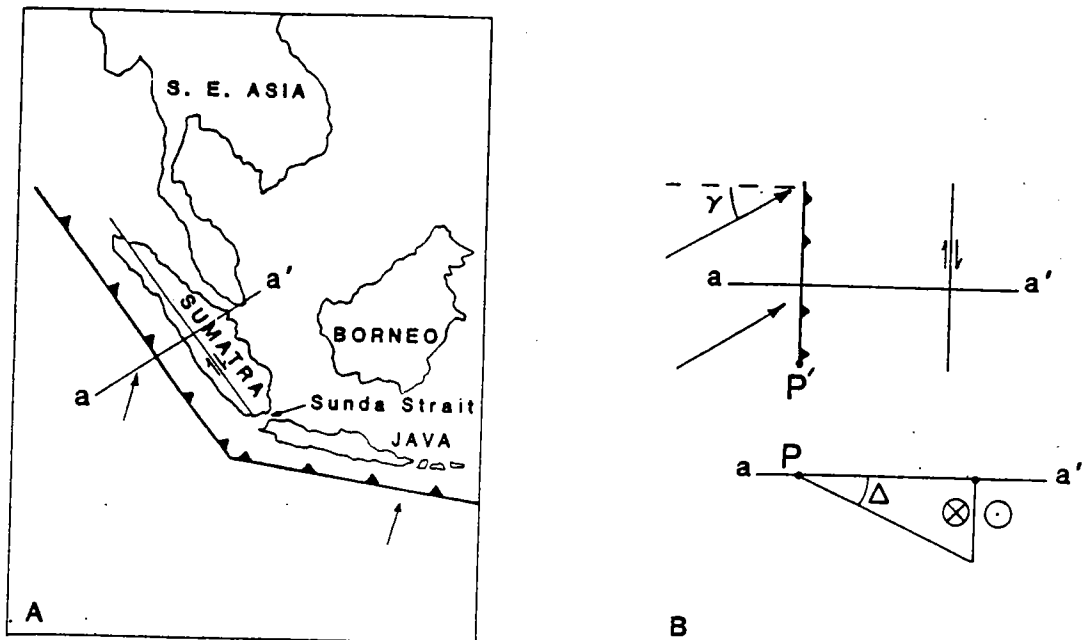 S. E. ASIA
a'
SUMATRA
BORNEO
a
Sunda Strait
JAVA
A
γ
a
a'
P'
a
P
a'
Δ
B